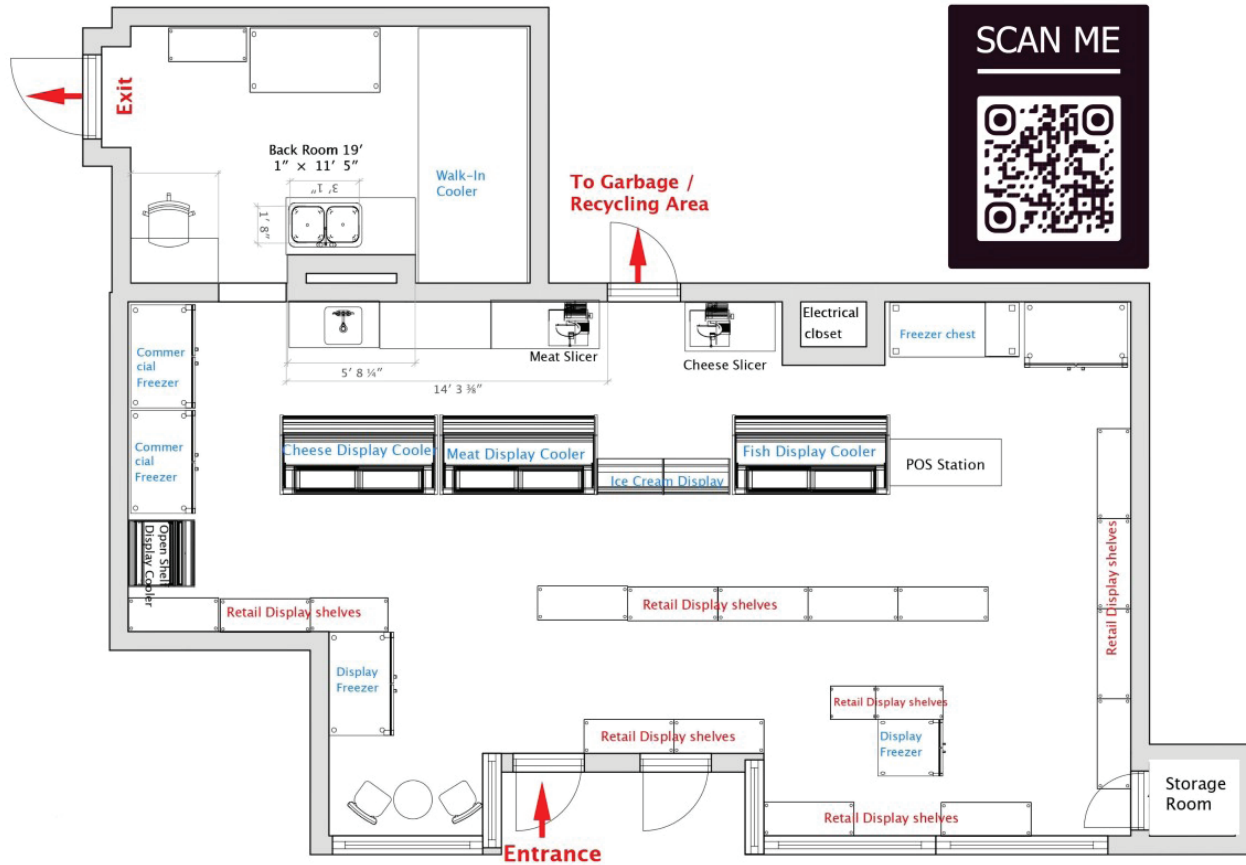 SCAN ME
Exit
Back Room 19'
1" × 11' 5"
3' 1"
1' 8"
Walk-In
Cooler
To Garbage /
Recycling Area
Commer
cial
Freezer
Commer
cial
Freezer
Open Shelf
Display Cooler
5' 8 ¼"
14' 3 ⅜"
Meat Slicer
Cheese Slicer
Electrical
closet
Freezer chest
Cheese Display Cooler
Meat Display Cooler
Ice Cream Display
Fish Display Cooler
POS Station
Retail Display shelves
Retail Display shelves
Retail Display shelves
Display
Freezer
Retail Display shelves
Retail Display shelves
Display
Freezer
Retail Display shelves
Storage
Room
Entrance